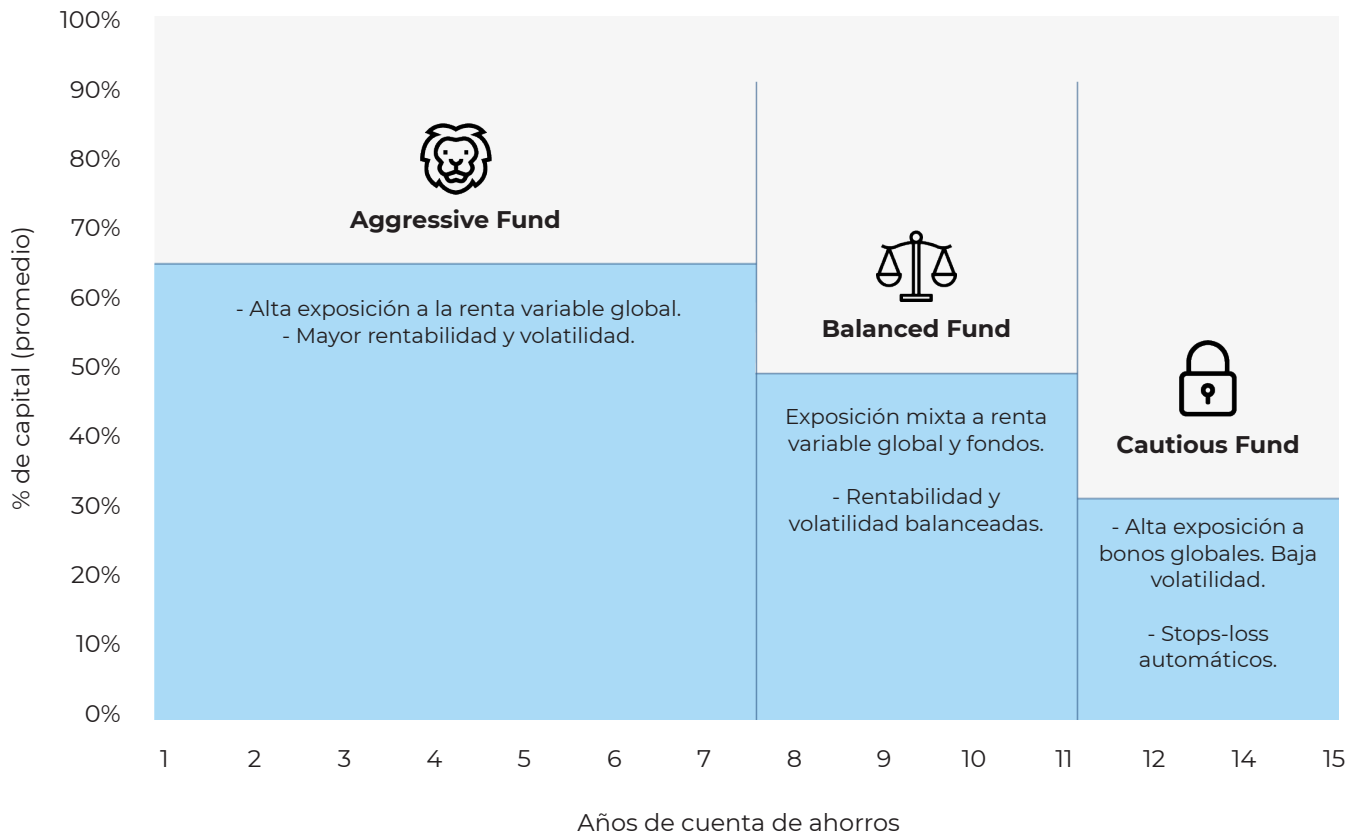 100%
90%
80%
70%
60%
50%
40%
30%
20%
10%
0%
% de capital (promedio)
Aggressive Fund
- Alta exposición a la renta variable global.
- Mayor rentabilidad y volatilidad.
Balanced Fund
Exposición mixta a renta
variable global y fondos.
- Rentabilidad y
volatilidad balanceadas.
Cautious Fund
- Alta exposición a
bonos globales. Baja
volatilidad.
- Stops-loss
automáticos.
1 2 3 4 5 6 7 8 9 10 11 12 14 15
Años de cuenta de ahorros